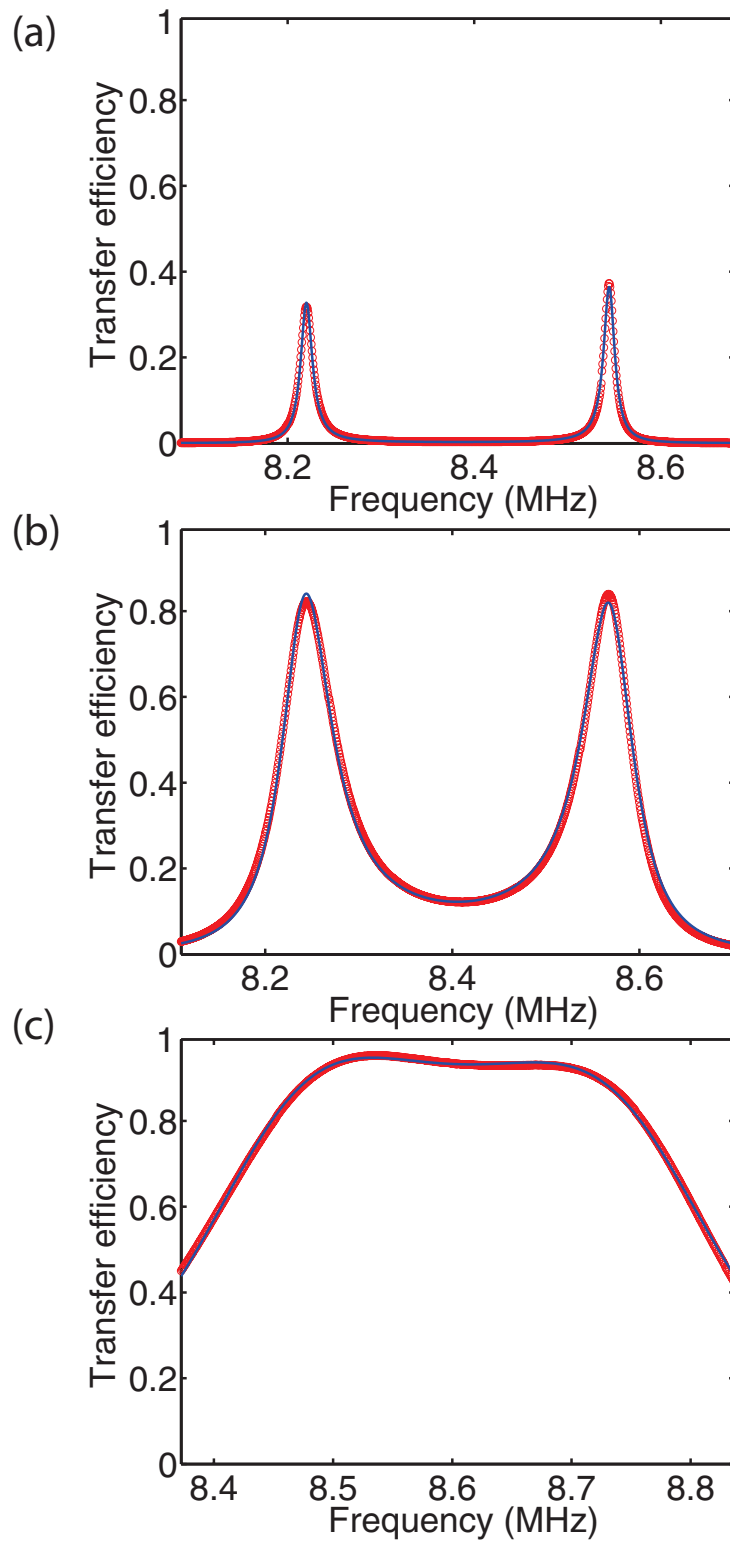 (a)
1
0.8
0.6
0.4
0.2
0
Transfer efficiency
8.2 8.4 8.6
Frequency (MHz)
(b)
1
0.8
0.6
0.4
0.2
0
Transfer efficiency
8.2 8.4 8.6
Frequency (MHz)
(c)
1
0.8
0.6
0.4
0.2
0
Transfer efficiency
8.4 8.5 8.6 8.7 8.8
Frequency (MHz)